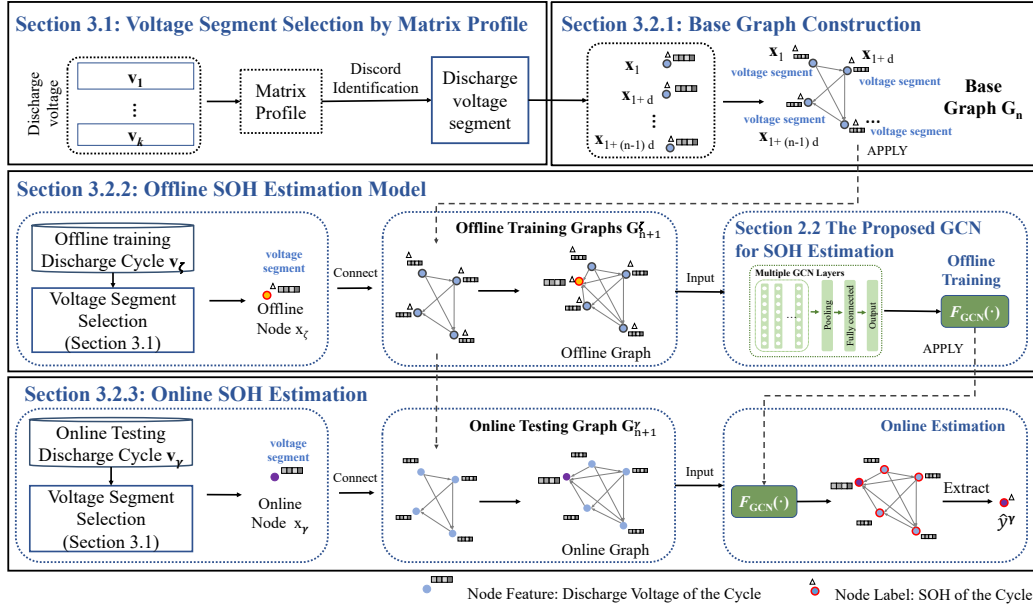 Section 3.1: Voltage Segment Selection by Matrix Profile
Discharge voltage
v1
...
vk
Matrix Profile
Discord Identification
Discharge voltage segment
Section 3.2.1: Base Graph Construction
x1
x1+ d
⋮
x1+ (n-1) d
x1
voltage segment
x1+ d
voltage segment
voltage segment
x1+ (n-1) d
...
voltage segment
Base Graph Gn
APPLY
Section 3.2.2: Offline SOH Estimation Model
Offline training
Discharge Cycle vζ
Voltage Segment
Selection
(Section 3.1)
voltage segment
Offline
Node xζ
Connect
Offline Training Graphs Gζn+1
Offline Graph
Input
Section 2.2 The Proposed GCN
for SOH Estimation
Multiple GCN Layers
...
Pooling
Fully connected
Output
Offline Training
FGCN(·)
APPLY
Section 3.2.3: Online SOH Estimation
Online Testing
Discharge Cycle vγ
Voltage Segment
Selection
(Section 3.1)
voltage segment
Online
Node xγ
Connect
Online Testing Graph Gγn+1
Online Graph
Input
Online Estimation
FGCN(·)
Extract
ŷγ
Node Feature: Discharge Voltage of the Cycle
Node Label: SOH of the Cycle